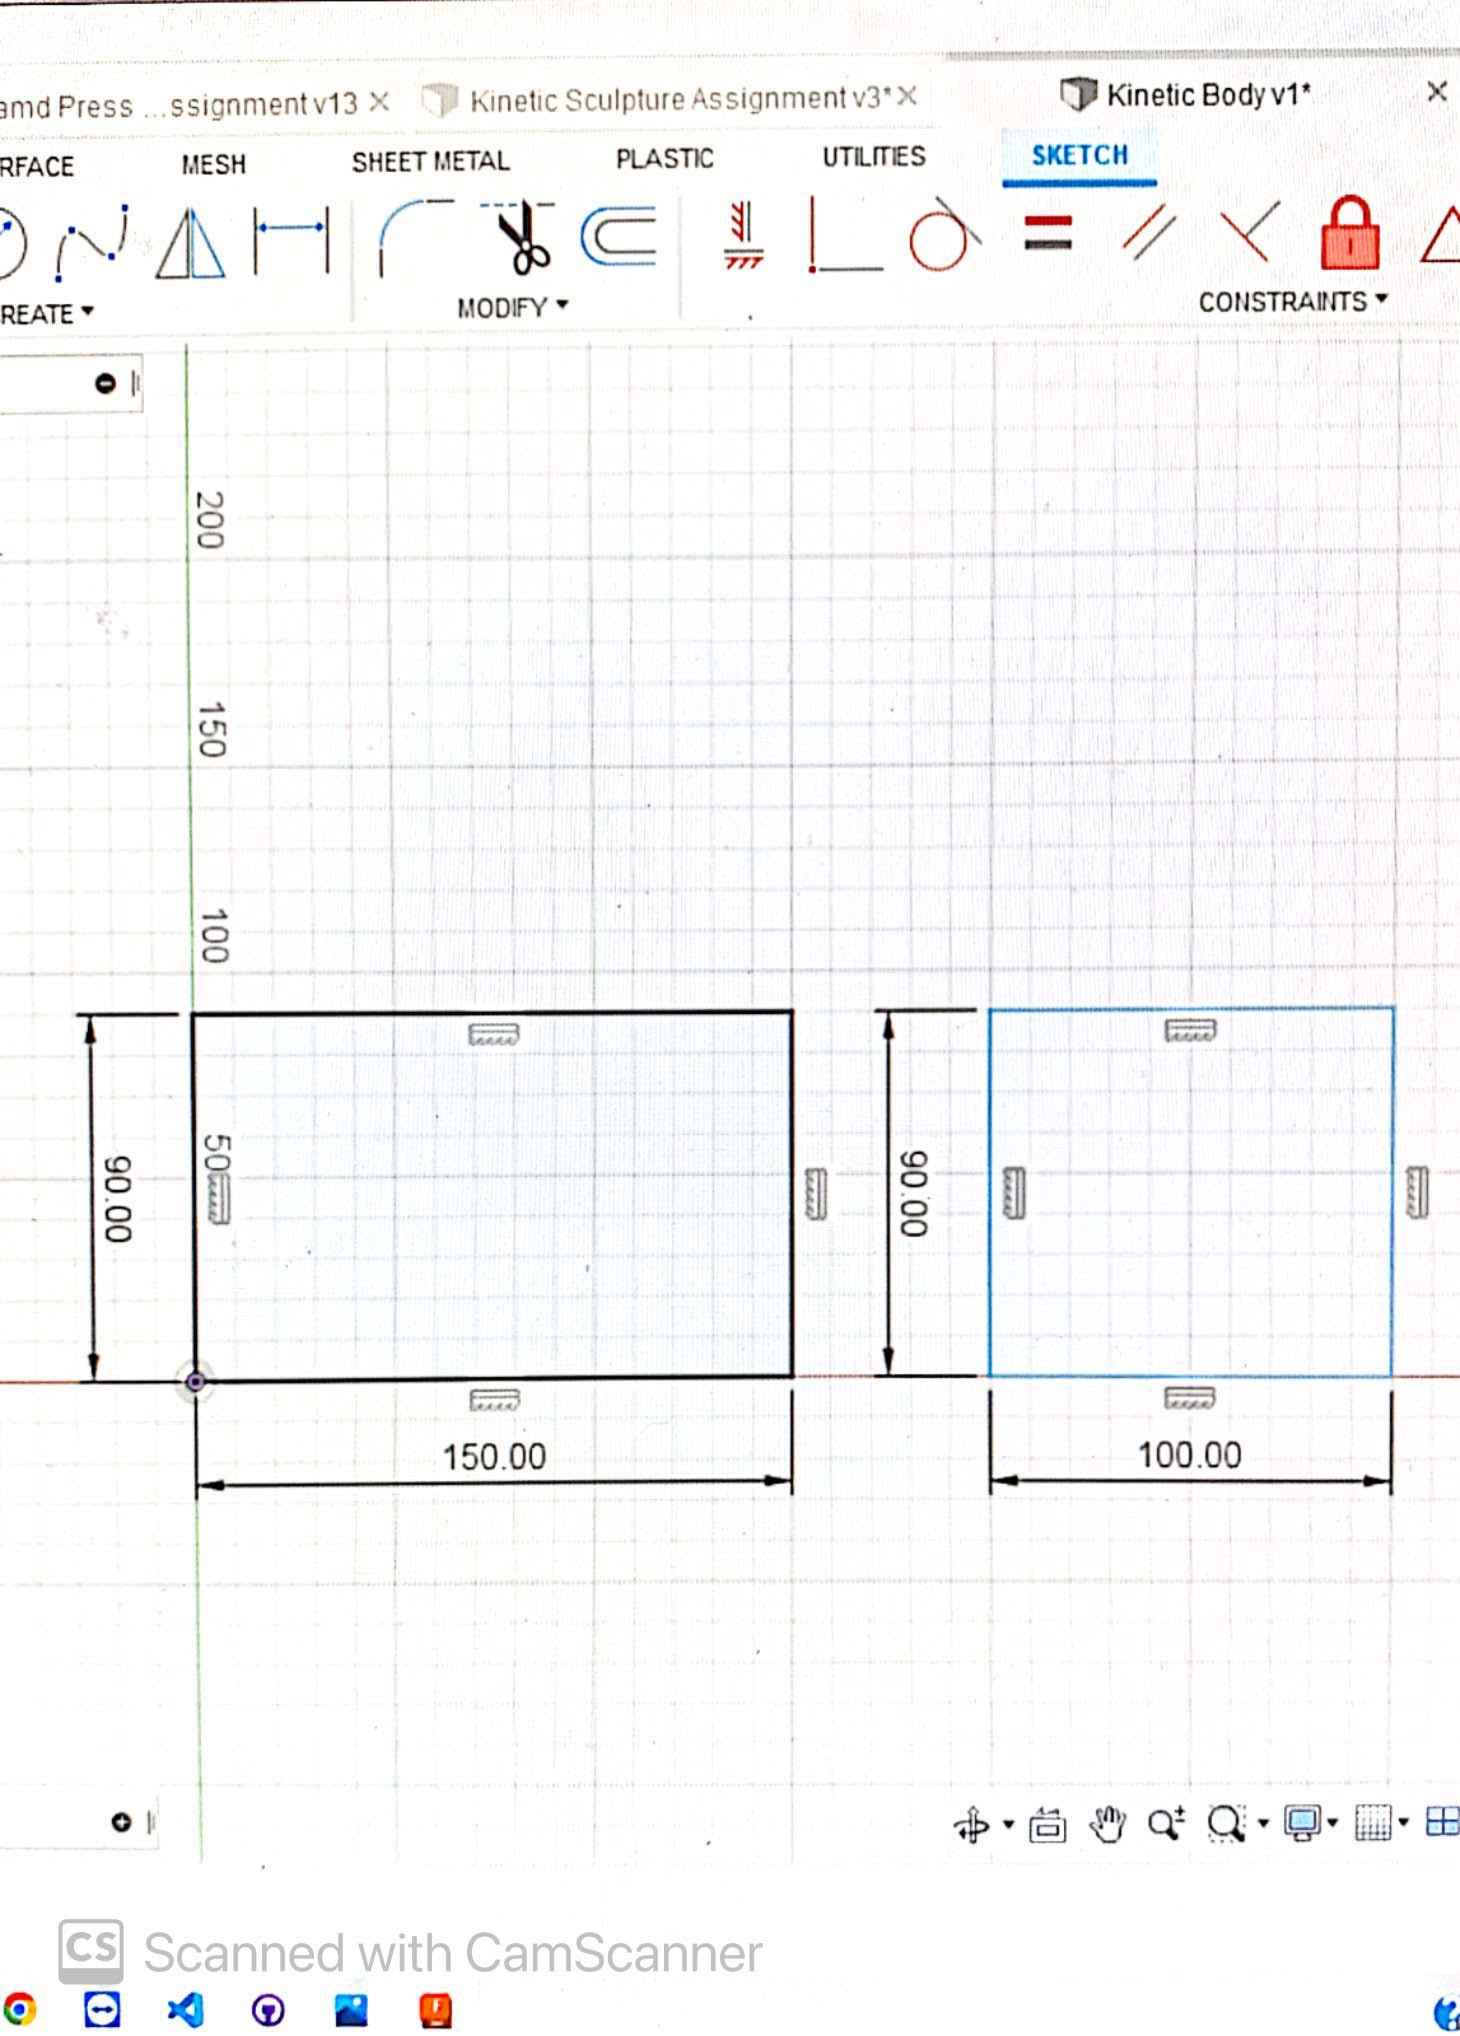 amd Press ...ssignment v13 × Kinetic Sculpture Assignment v3* × Kinetic Body v1* ×
RFACE MESH SHEET METAL PLASTIC UTILITIES SKETCH
REATE ▾ MODIFY ▾ CONSTRAINTS ▾
200
150
100
50
90.00
90.00
150.00
100.00
CS Scanned with CamScanner